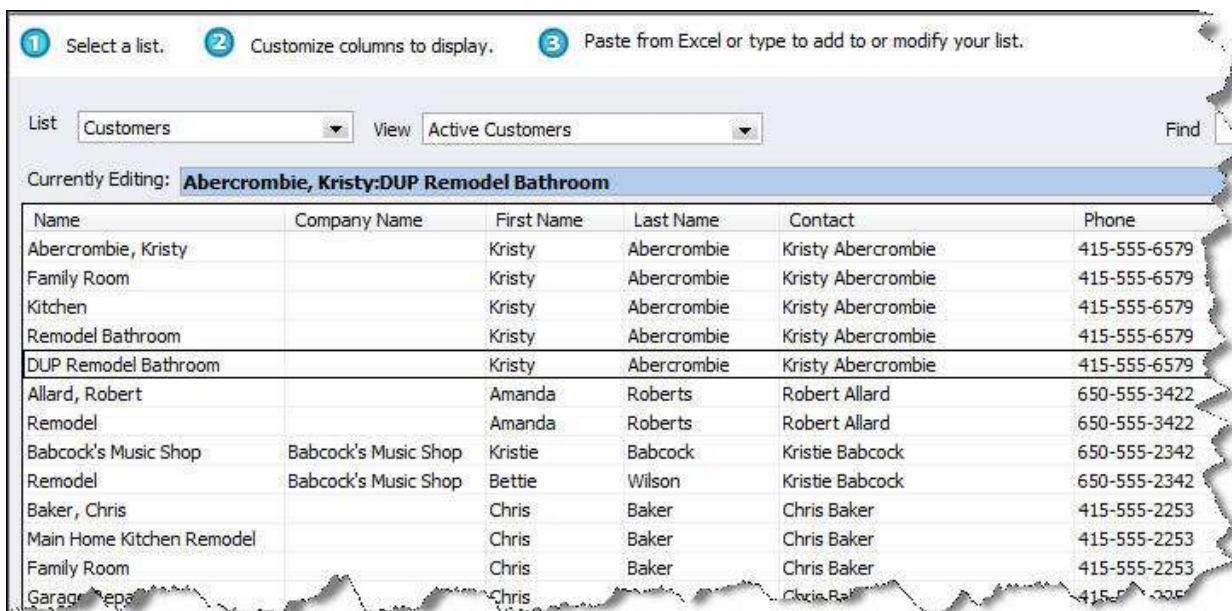 1 Select a list. 2 Customize columns to display. 3 Paste from Excel or type to add to or modify your list.
List Customers View Active Customers Find
Currently Editing: Abercrombie, Kristy:DUP Remodel Bathroom
Name Company Name First Name Last Name Contact Phone
Abercrombie, Kristy Kristy Abercrombie Kristy Abercrombie 415-555-6579
Family Room Kristy Abercrombie Kristy Abercrombie 415-555-6579
Kitchen Kristy Abercrombie Kristy Abercrombie 415-555-6579
Remodel Bathroom Kristy Abercrombie Kristy Abercrombie 415-555-6579
DUP Remodel Bathroom Kristy Abercrombie Kristy Abercrombie 415-555-6579
Allard, Robert Amanda Roberts Robert Allard 650-555-3422
Remodel Amanda Roberts Robert Allard 650-555-3422
Babcock's Music Shop Babcock's Music Shop Kristie Babcock Kristie Babcock 650-555-2342
Remodel Babcock's Music Shop Bettie Wilson Kristie Babcock 650-555-2342
Baker, Chris Chris Baker Chris Baker 415-555-2253
Main Home Kitchen Remodel Chris Baker Chris Baker 415-555-2253
Family Room Chris Baker Chris Baker 415-555-2253
Garage Chris